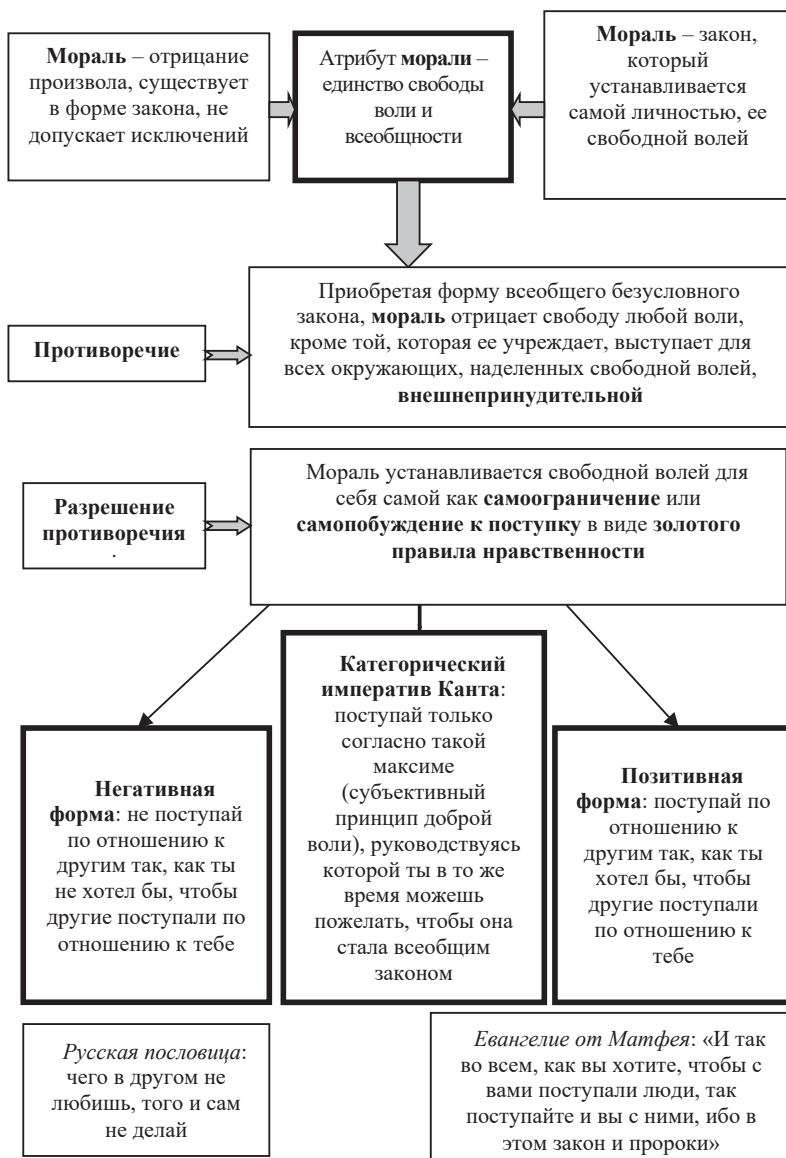 Мораль – отрицание
произвола, существует
в форме закона, не
допускает исключений
Атрибут морали –
единство свободы
воли и
всеобщности
Мораль – закон,
который
устанавливается
самой личностью, ее
свободной волей
Противоречие
Приобретая форму всеобщего безусловного
закона, мораль отрицает свободу любой воли,
кроме той, которая ее учреждает, выступает для
всех окружающих, наделенных свободной волей,
внешнепринудительной
Разрешение
противоречия
.
Мораль устанавливается свободной волей для
себя самой как самоограничение или
самопобуждение к поступку в виде золотого
правила нравственности
Негативная
форма: не поступай
по отношению к
другим так, как ты
не хотел бы, чтобы
другие поступали по
отношению к тебе
Категорический
императив Канта:
поступай только
согласно такой
максиме
(субъективный
принцип доброй
воли), руководствуясь
которой ты в то же
время можешь
пожелать, чтобы она
стала всеобщим
законом
Позитивная
форма: поступай по
отношению к
другим так, как ты
хотел бы, чтобы
другие поступали
по отношению к
тебе
Русская пословица:
чего в другом не
любишь, того и сам
не делай
Евангелие от Матфея: «И так
во всем, как вы хотите, чтобы с
вами поступали люди, так
поступайте и вы с ними, ибо в
этом закон и пророки»